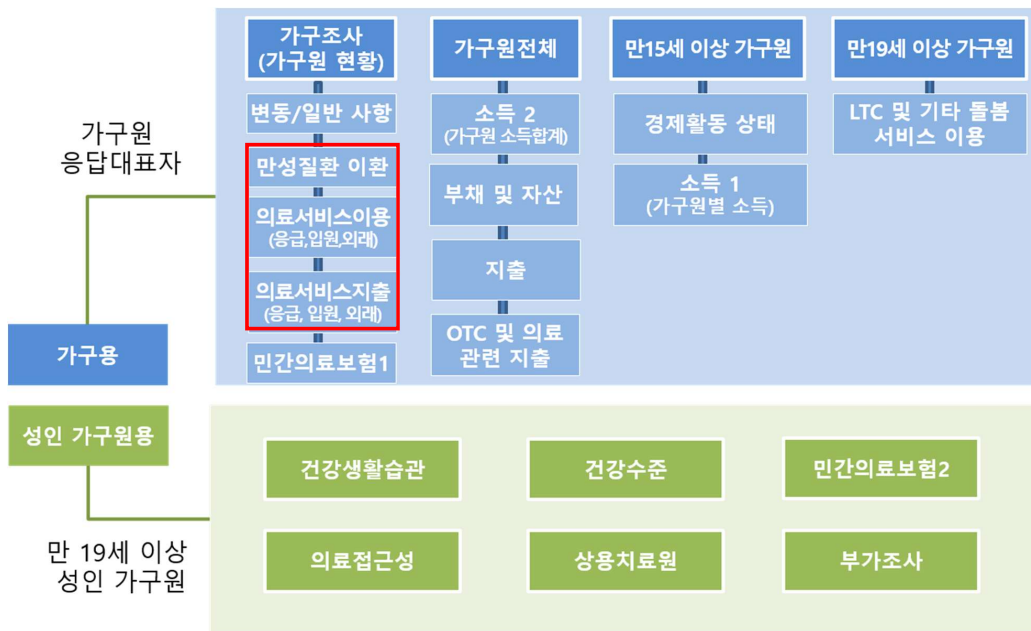 가구조사
(가구원 현황)
변동/일반 사항
만성질환 이환
의료서비스이용
(응급,입원,외래)
의료서비스지출
(응급, 입원, 외래)
민간의료보험1
가구원전체
소득 2
(가구원 소득합계)
부채 및 자산
지출
OTC 및 의료
관련 지출
만15세 이상 가구원
경제활동 상태
소득 1
(가구원별 소득)
만19세 이상 가구원
LTC 및 기타 돌봄
서비스 이용
가구원
응답대표자
가구용
성인 가구원용
만 19세 이상
성인 가구원
건강생활습관
건강수준
민간의료보험2
의료접근성
상용치료원
부가조사